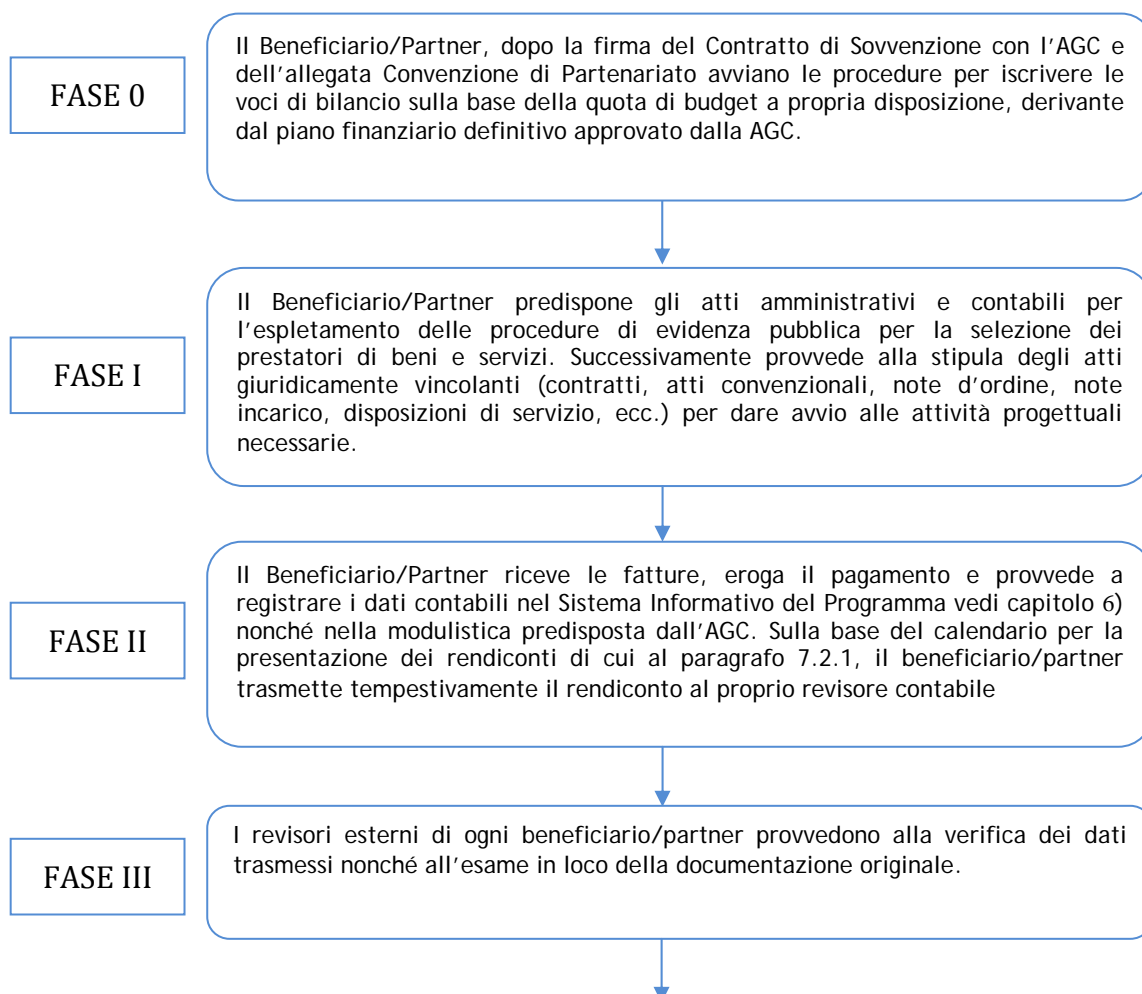 FASE 0
Il Beneficiario/Partner, dopo la firma del Contratto di Sovvenzione con l'AGC e
dell'allegata Convenzione di Partenariato avviano le procedure per iscrivere le
voci di bilancio sulla base della quota di budget a propria disposizione, derivante
dal piano finanziario definitivo approvato dalla AGC.
FASE I
Il Beneficiario/Partner predispone gli atti amministrativi e contabili per
l'espletamento delle procedure di evidenza pubblica per la selezione dei
prestatori di beni e servizi. Successivamente provvede alla stipula degli atti
giuridicamente vincolanti (contratti, atti convenzionali, note d'ordine, note
incarico, disposizioni di servizio, ecc.) per dare avvio alle attività progettuali
necessarie.
FASE II
Il Beneficiario/Partner riceve le fatture, eroga il pagamento e provvede a
registrare i dati contabili nel Sistema Informativo del Programma vedi capitolo 6)
nonché nella modulistica predisposta dall'AGC. Sulla base del calendario per la
presentazione dei rendiconti di cui al paragrafo 7.2.1, il beneficiario/partner
trasmette tempestivamente il rendiconto al proprio revisore contabile
FASE III
I revisori esterni di ogni beneficiario/partner provvedono alla verifica dei dati
trasmessi nonché all'esame in loco della documentazione originale.